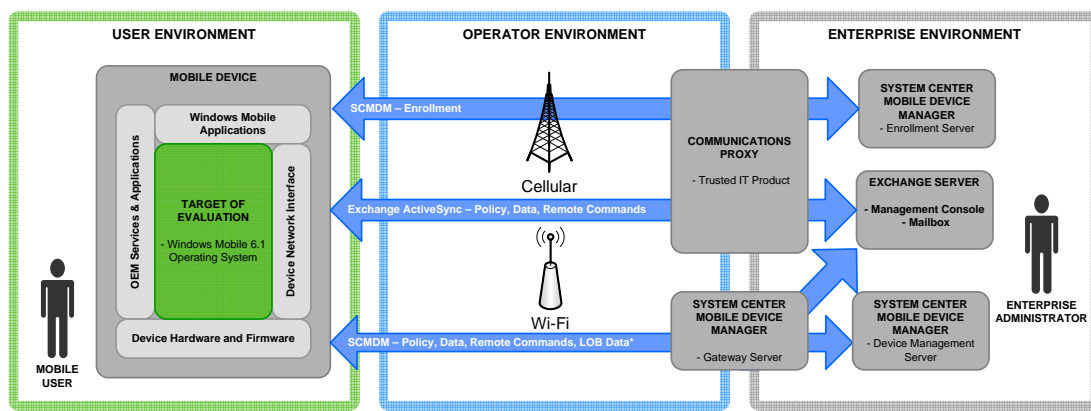 USER ENVIRONMENT
OPERATOR ENVIRONMENT
ENTERPRISE ENVIRONMENT
MOBILE DEVICE
Windows Mobile
Applications
OEM Services & Applications
TARGET OF
EVALUATION
- Windows Mobile 6.1
Operating System
Device Network Interface
Device Hardware and Firmware
MOBILE
USER
SCMDM – Enrollment
Cellular
Exchange ActiveSync – Policy, Data, Remote Commands
Wi-Fi
SCMDM – Policy, Data, Remote Commands, LOB Data*
COMMUNICATIONS
PROXY
- Trusted IT Product
SYSTEM CENTER
MOBILE DEVICE
MANAGER
- Gateway Server
SYSTEM CENTER
MOBILE DEVICE
MANAGER
- Enrollment Server
EXCHANGE SERVER
- Management Console
- Mailbox
SYSTEM CENTER
MOBILE DEVICE
MANAGER
- Device Management
Server
ENTERPRISE
ADMINISTRATOR